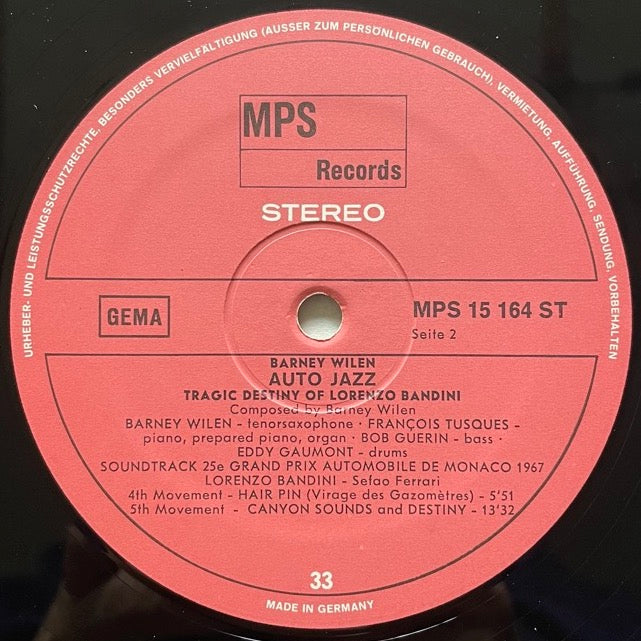 URHEBER- UND LEISTUNGSSCHUTZRECHTE, BESONDERS VERVIELFÄLTIGUNG (AUSSER ZUM PERSÖNLICHEN GEBRAUCH), VERMIETUNG, AUFFÜHRUNG, SENDUNG, VORBEHALTEN
MPS
Records
STEREO
GEMA
MPS 15 164 ST
Seite 2
BARNEY WILEN
AUTO JAZZ
TRAGIC DESTINY OF LORENZO BANDINI
Composed by Barney Wilen
BARNEY WILEN - tenorsaxophone · FRANÇOIS TUSQUES -
piano, prepared piano, organ · BOB GUERIN - bass ·
EDDY GAUMONT - drums
SOUNDTRACK 25e GRAND PRIX AUTOMOBILE DE MONACO 1967
LORENZO BANDINI - Sefao Ferrari
4th Movement - HAIR PIN (Virage des Gazomètres) - 5'51
5th Movement - CANYON SOUNDS and DESTINY - 13'32
33
MADE IN GERMANY